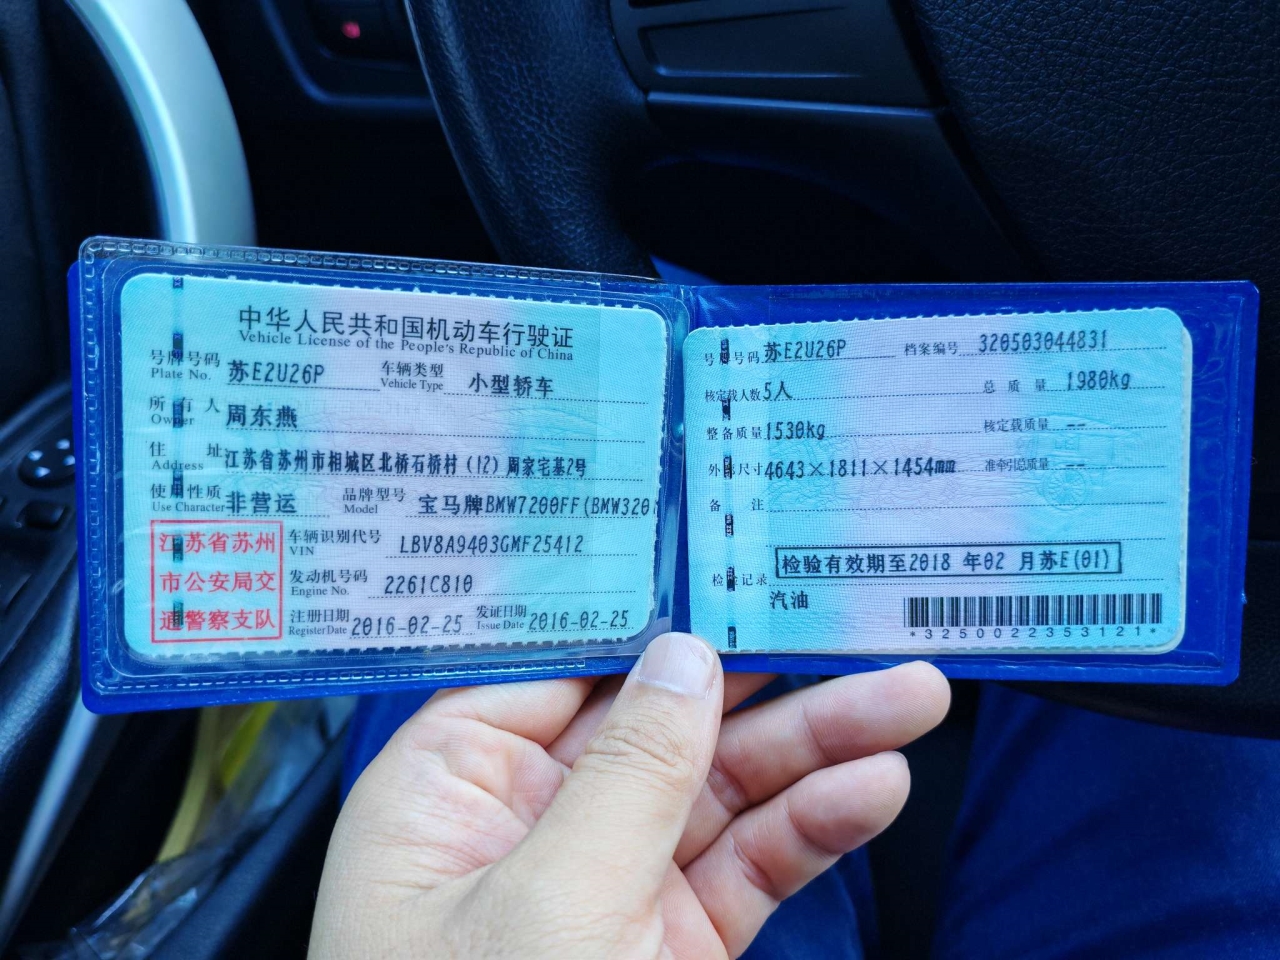 中华人民共和国机动车行驶证
Vehicle License of the People's Republic of China
号牌号码 苏E2U26P 车辆类型 小型轿车
Plate No. Vehicle Type
所有人 周东燕
Owner
住址 江苏省苏州市相城区北桥石桥村(12)周家宅基2号
Address
使用性质 非营运 品牌型号 宝马牌BMW7200FF(BMW320
Use Character Model
江苏省苏州
市公安局交
通警察支队
车辆识别代号 LBV8A9403GMF25412
VIN
发动机号码 2261C810
Engine No.
注册日期 2016-02-25 发证日期 2016-02-25
Register Date Issue Date
号牌号码 苏E2U26P 档案编号 320503044831
核定载人数 5人 总质量 1980kg
整备质量 1530kg 核定载质量 --
外形尺寸 4643×1811×1454mm 准牵引总质量 --
备注
检验记录 检验有效期至2018年02月苏E(01)
汽油
*3250022353121*